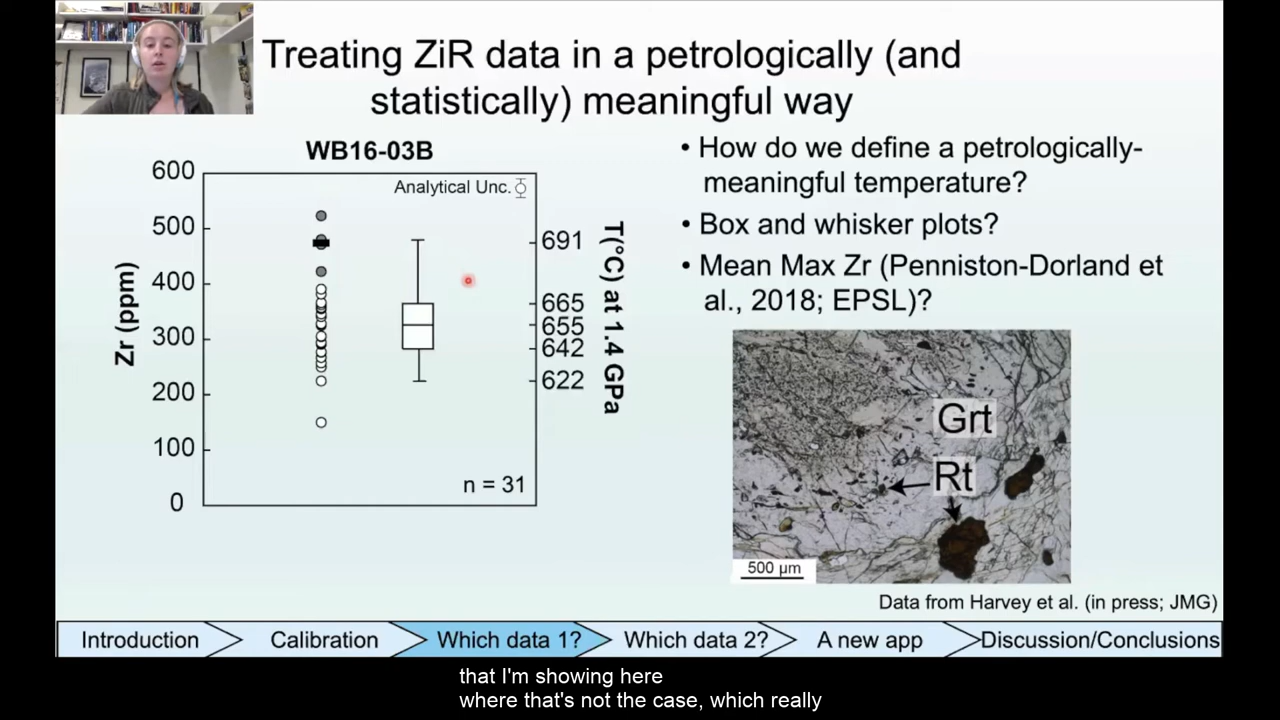 Treating ZiR data in a petrologically (and
statistically) meaningful way
WB16-03B
600
500
400
300
200
100
0
Zr (ppm)
Analytical Unc.
n = 31
691
665
655
642
622
T(°C) at 1.4 GPa
• How do we define a petrologically-
meaningful temperature?
• Box and whisker plots?
• Mean Max Zr (Penniston-Dorland et
al., 2018; EPSL)?
Grt
Rt
500 µm
Data from Harvey et al. (in press; JMG)
Introduction
Calibration
Which data 1?
Which data 2?
A new app
Discussion/Conclusions
that I'm showing here
where that's not the case, which really